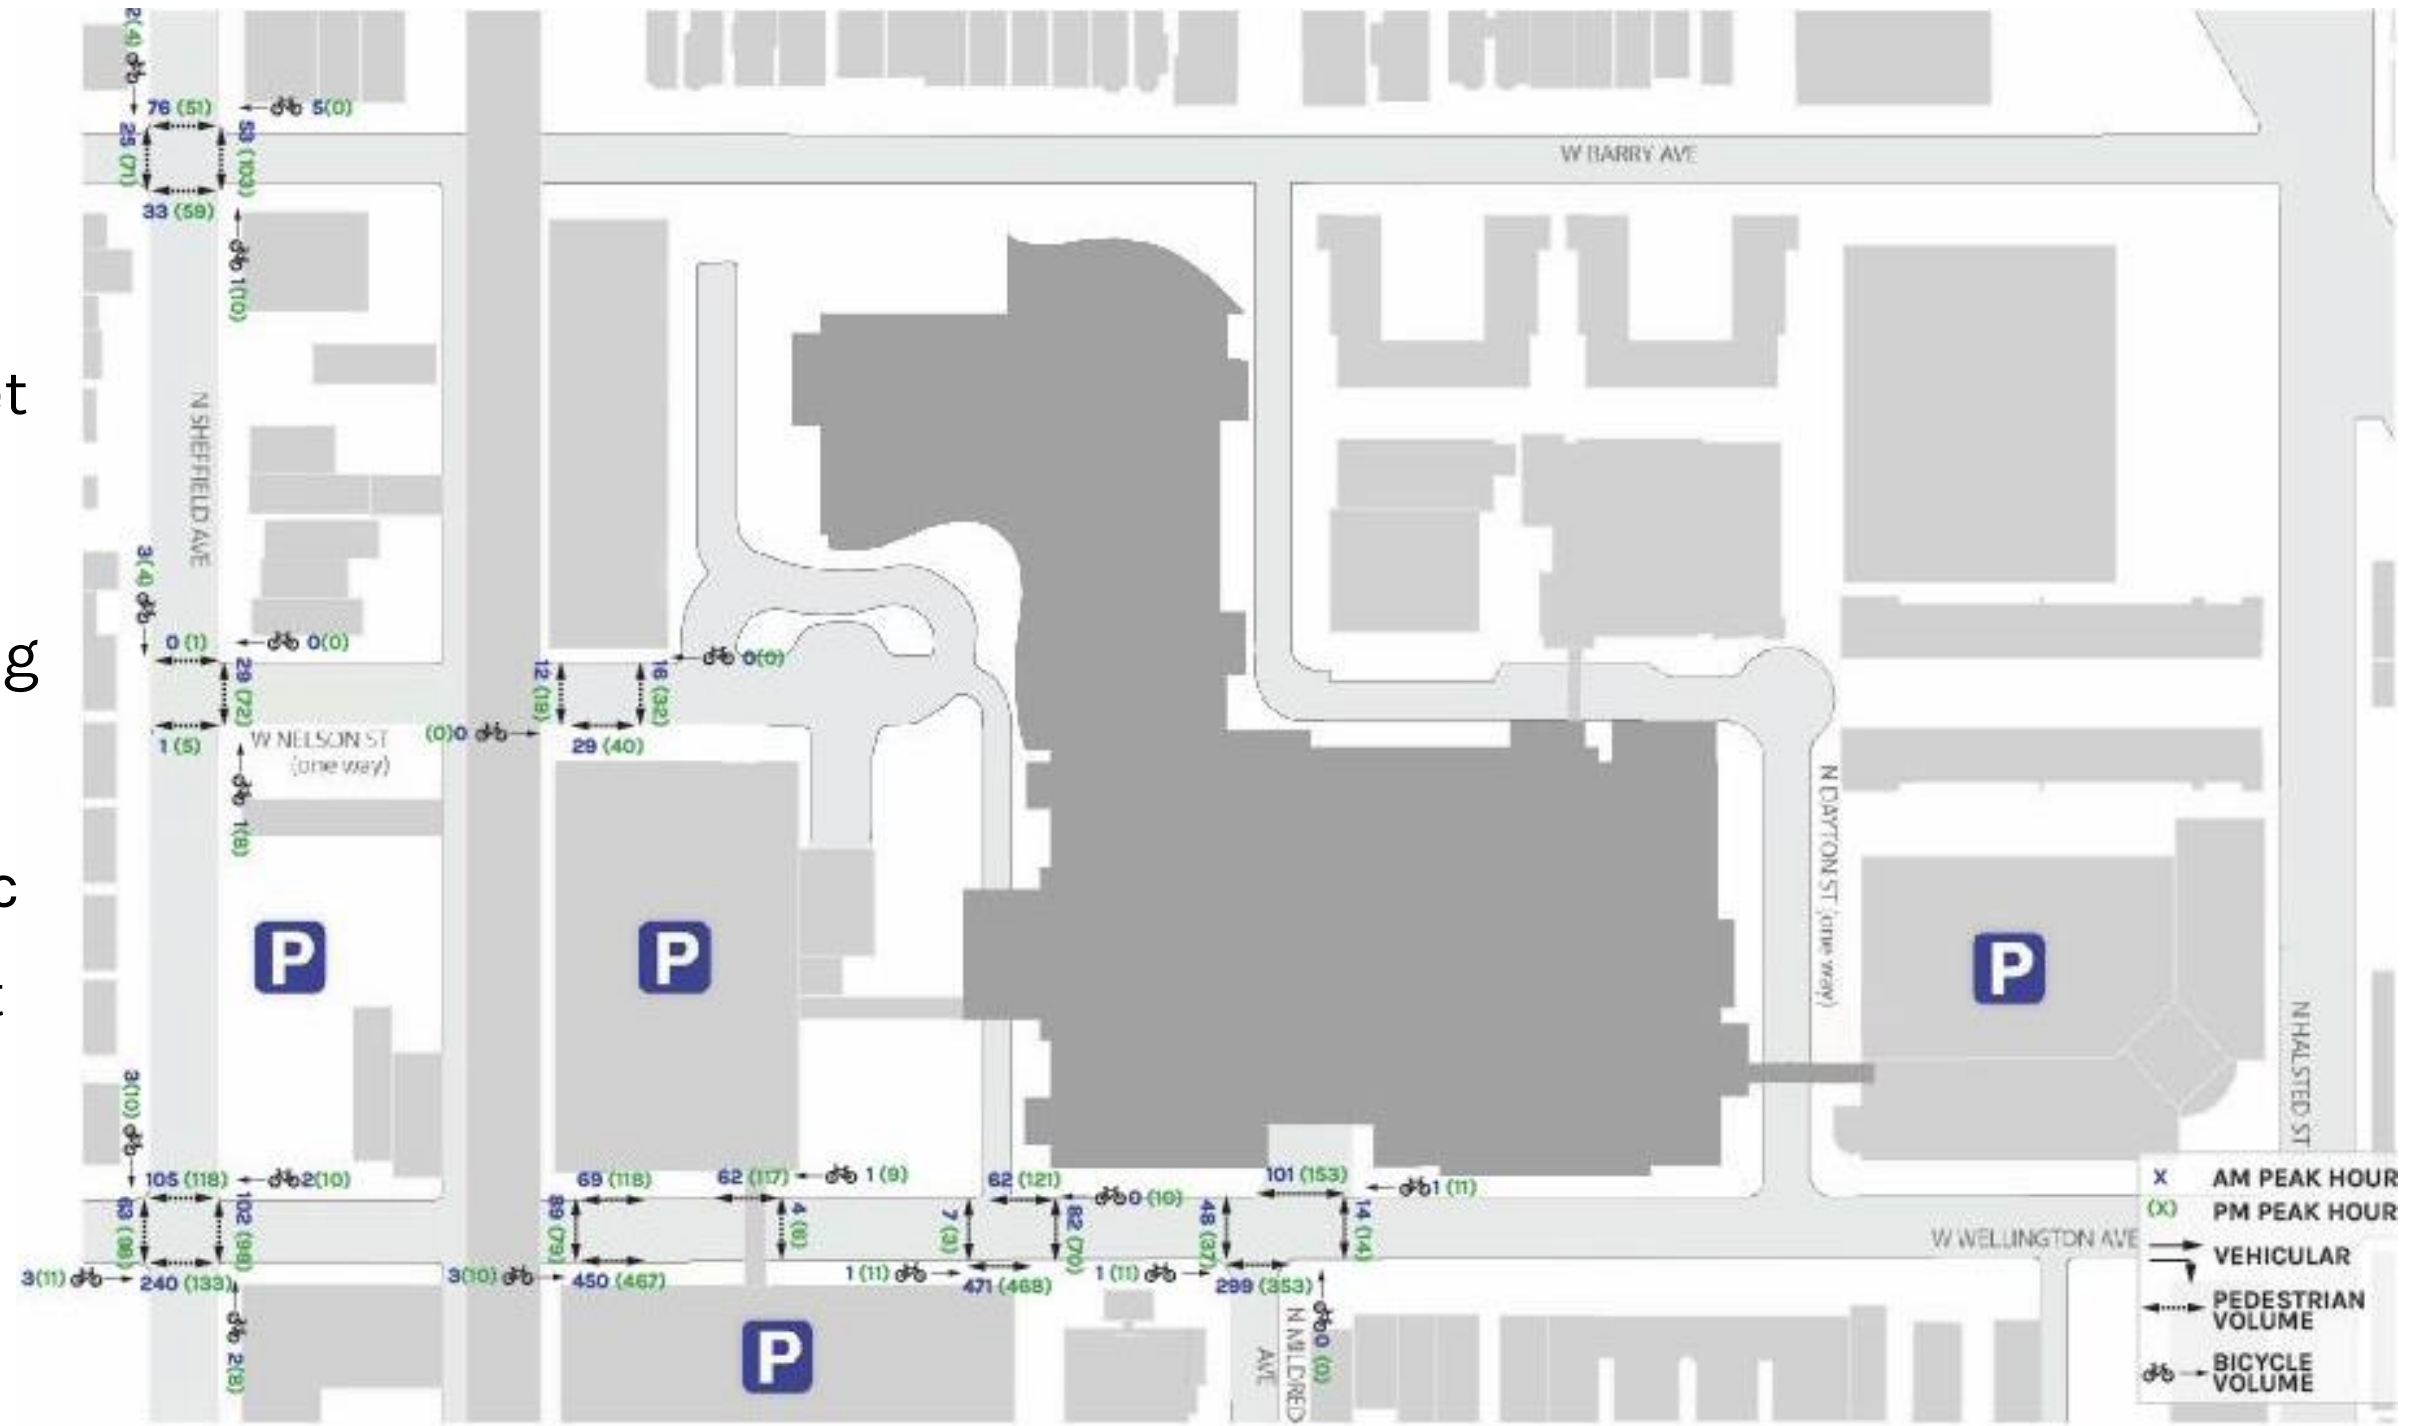 2(4)
76 (51)
5(0)
25 (71)
53 (103)
W BARRY AVE
33 (59)
1(10)
et
N SHEFFIELD AVE
3(4)
g
0 (1)
0(0)
29 (72)
12 (19)
16 (32)
0(0)
1 (5)
W NELSON ST
(one way)
(0)0
29 (40)
1(8)
N DAYTON ST (one way)
c
P
P
P
t
N HALSTED ST
3(10)
105 (118)
2(10)
69 (118)
62 (117)
1 (9)
62 (121)
0 (10)
101 (153)
1 (11)
102 (98)
89 (79)
4 (6)
7 (3)
82 (70)
48 (37)
14 (14)
W WELLINGTON AVE
3(11)
240 (133)
3(10)
450 (467)
1 (11)
471 (468)
1 (11)
299 (353)
2(8)
P
N MILDRED
AVE
0 (0)
X AM PEAK HOUR
(X) PM PEAK HOUR
VEHICULAR
PEDESTRIAN
VOLUME
BICYCLE
VOLUME